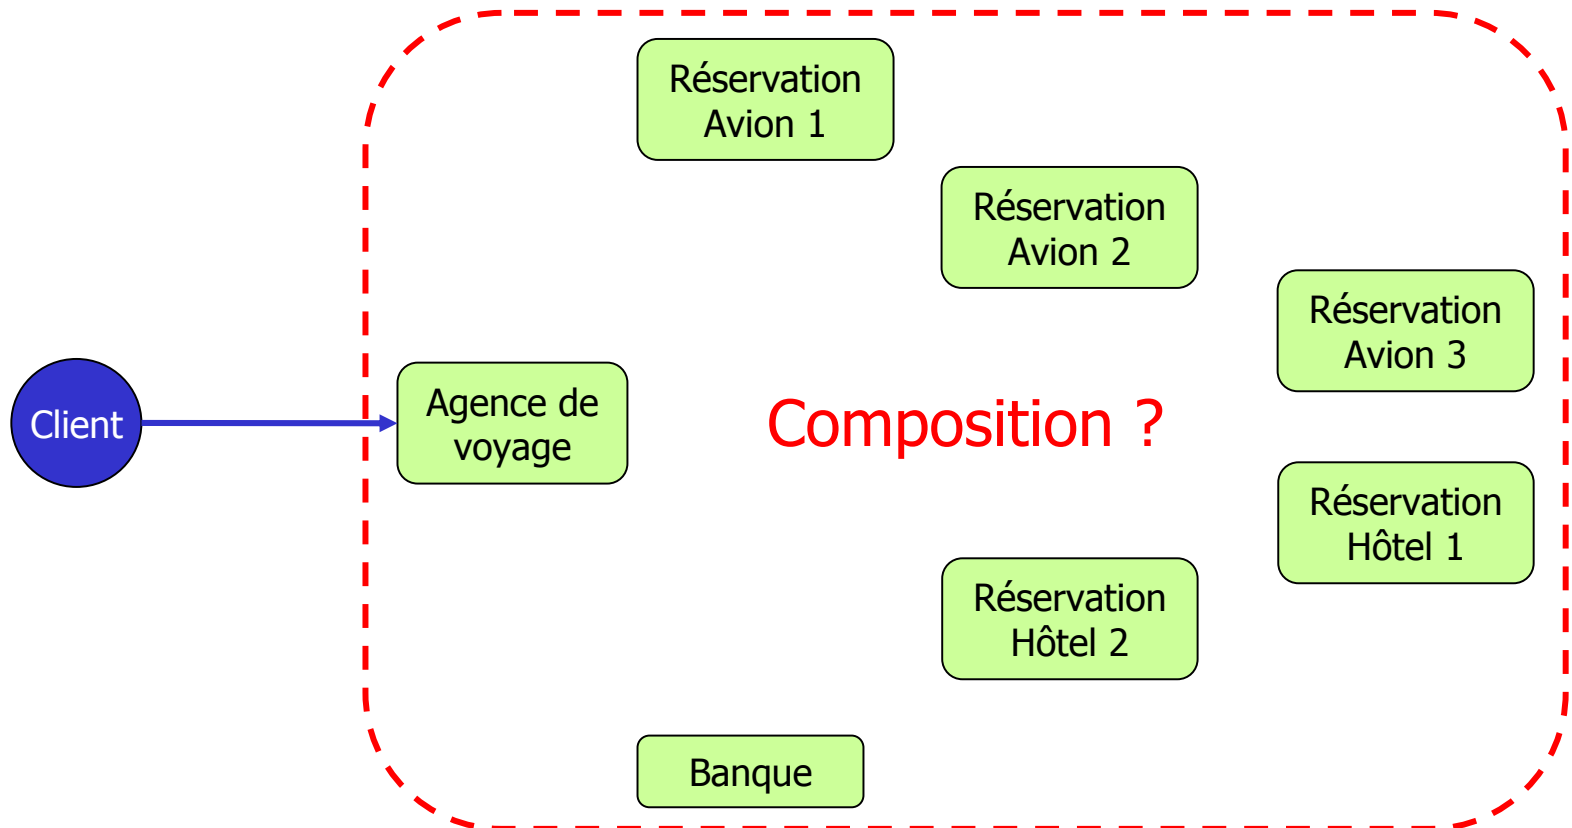 Réservation
Avion 1
Réservation
Avion 2
Réservation
Avion 3
Client
Agence de
voyage
Composition ?
Réservation
Hôtel 1
Réservation
Hôtel 2
Banque